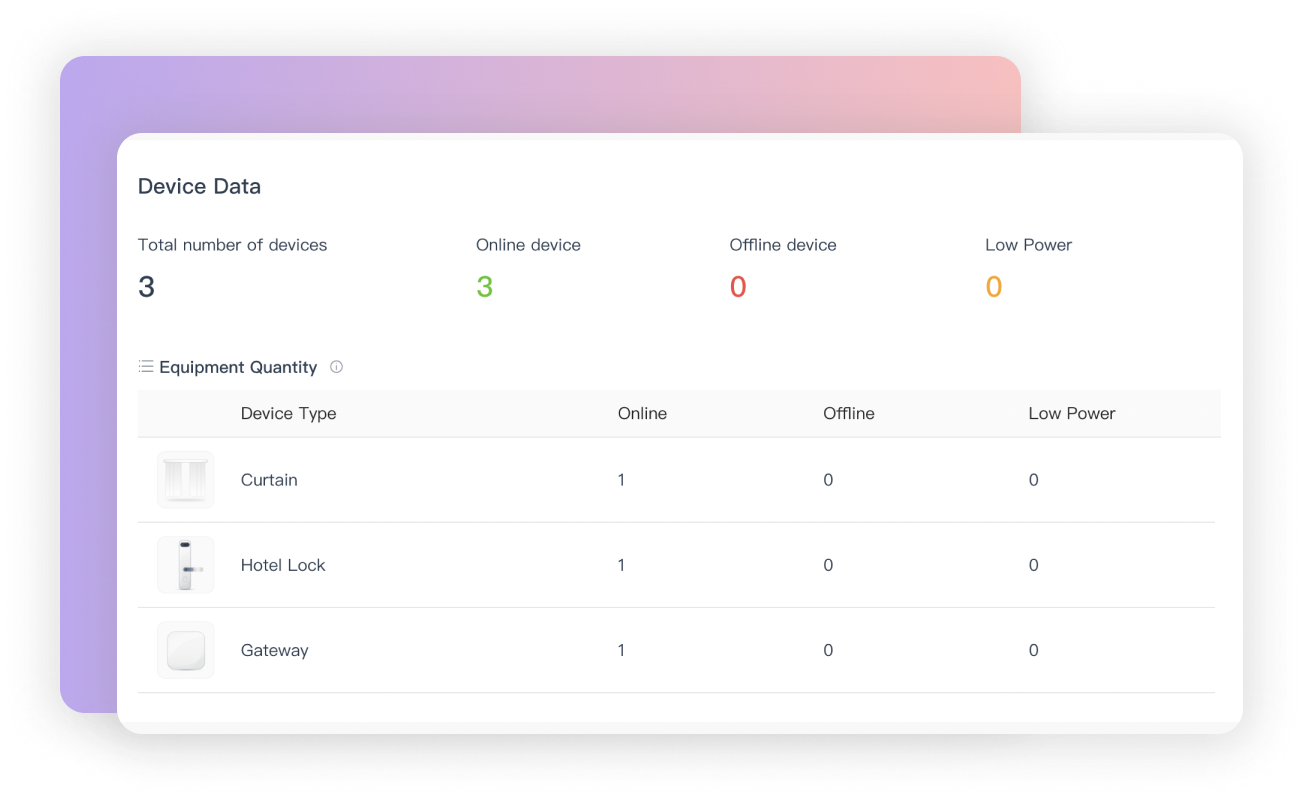 Device Data
Total number of devices Online device Offline device Low Power
3 3 0 0
Equipment Quantity
Device Type Online Offline Low Power
Curtain 1 0 0
Hotel Lock 1 0 0
Gateway 1 0 0